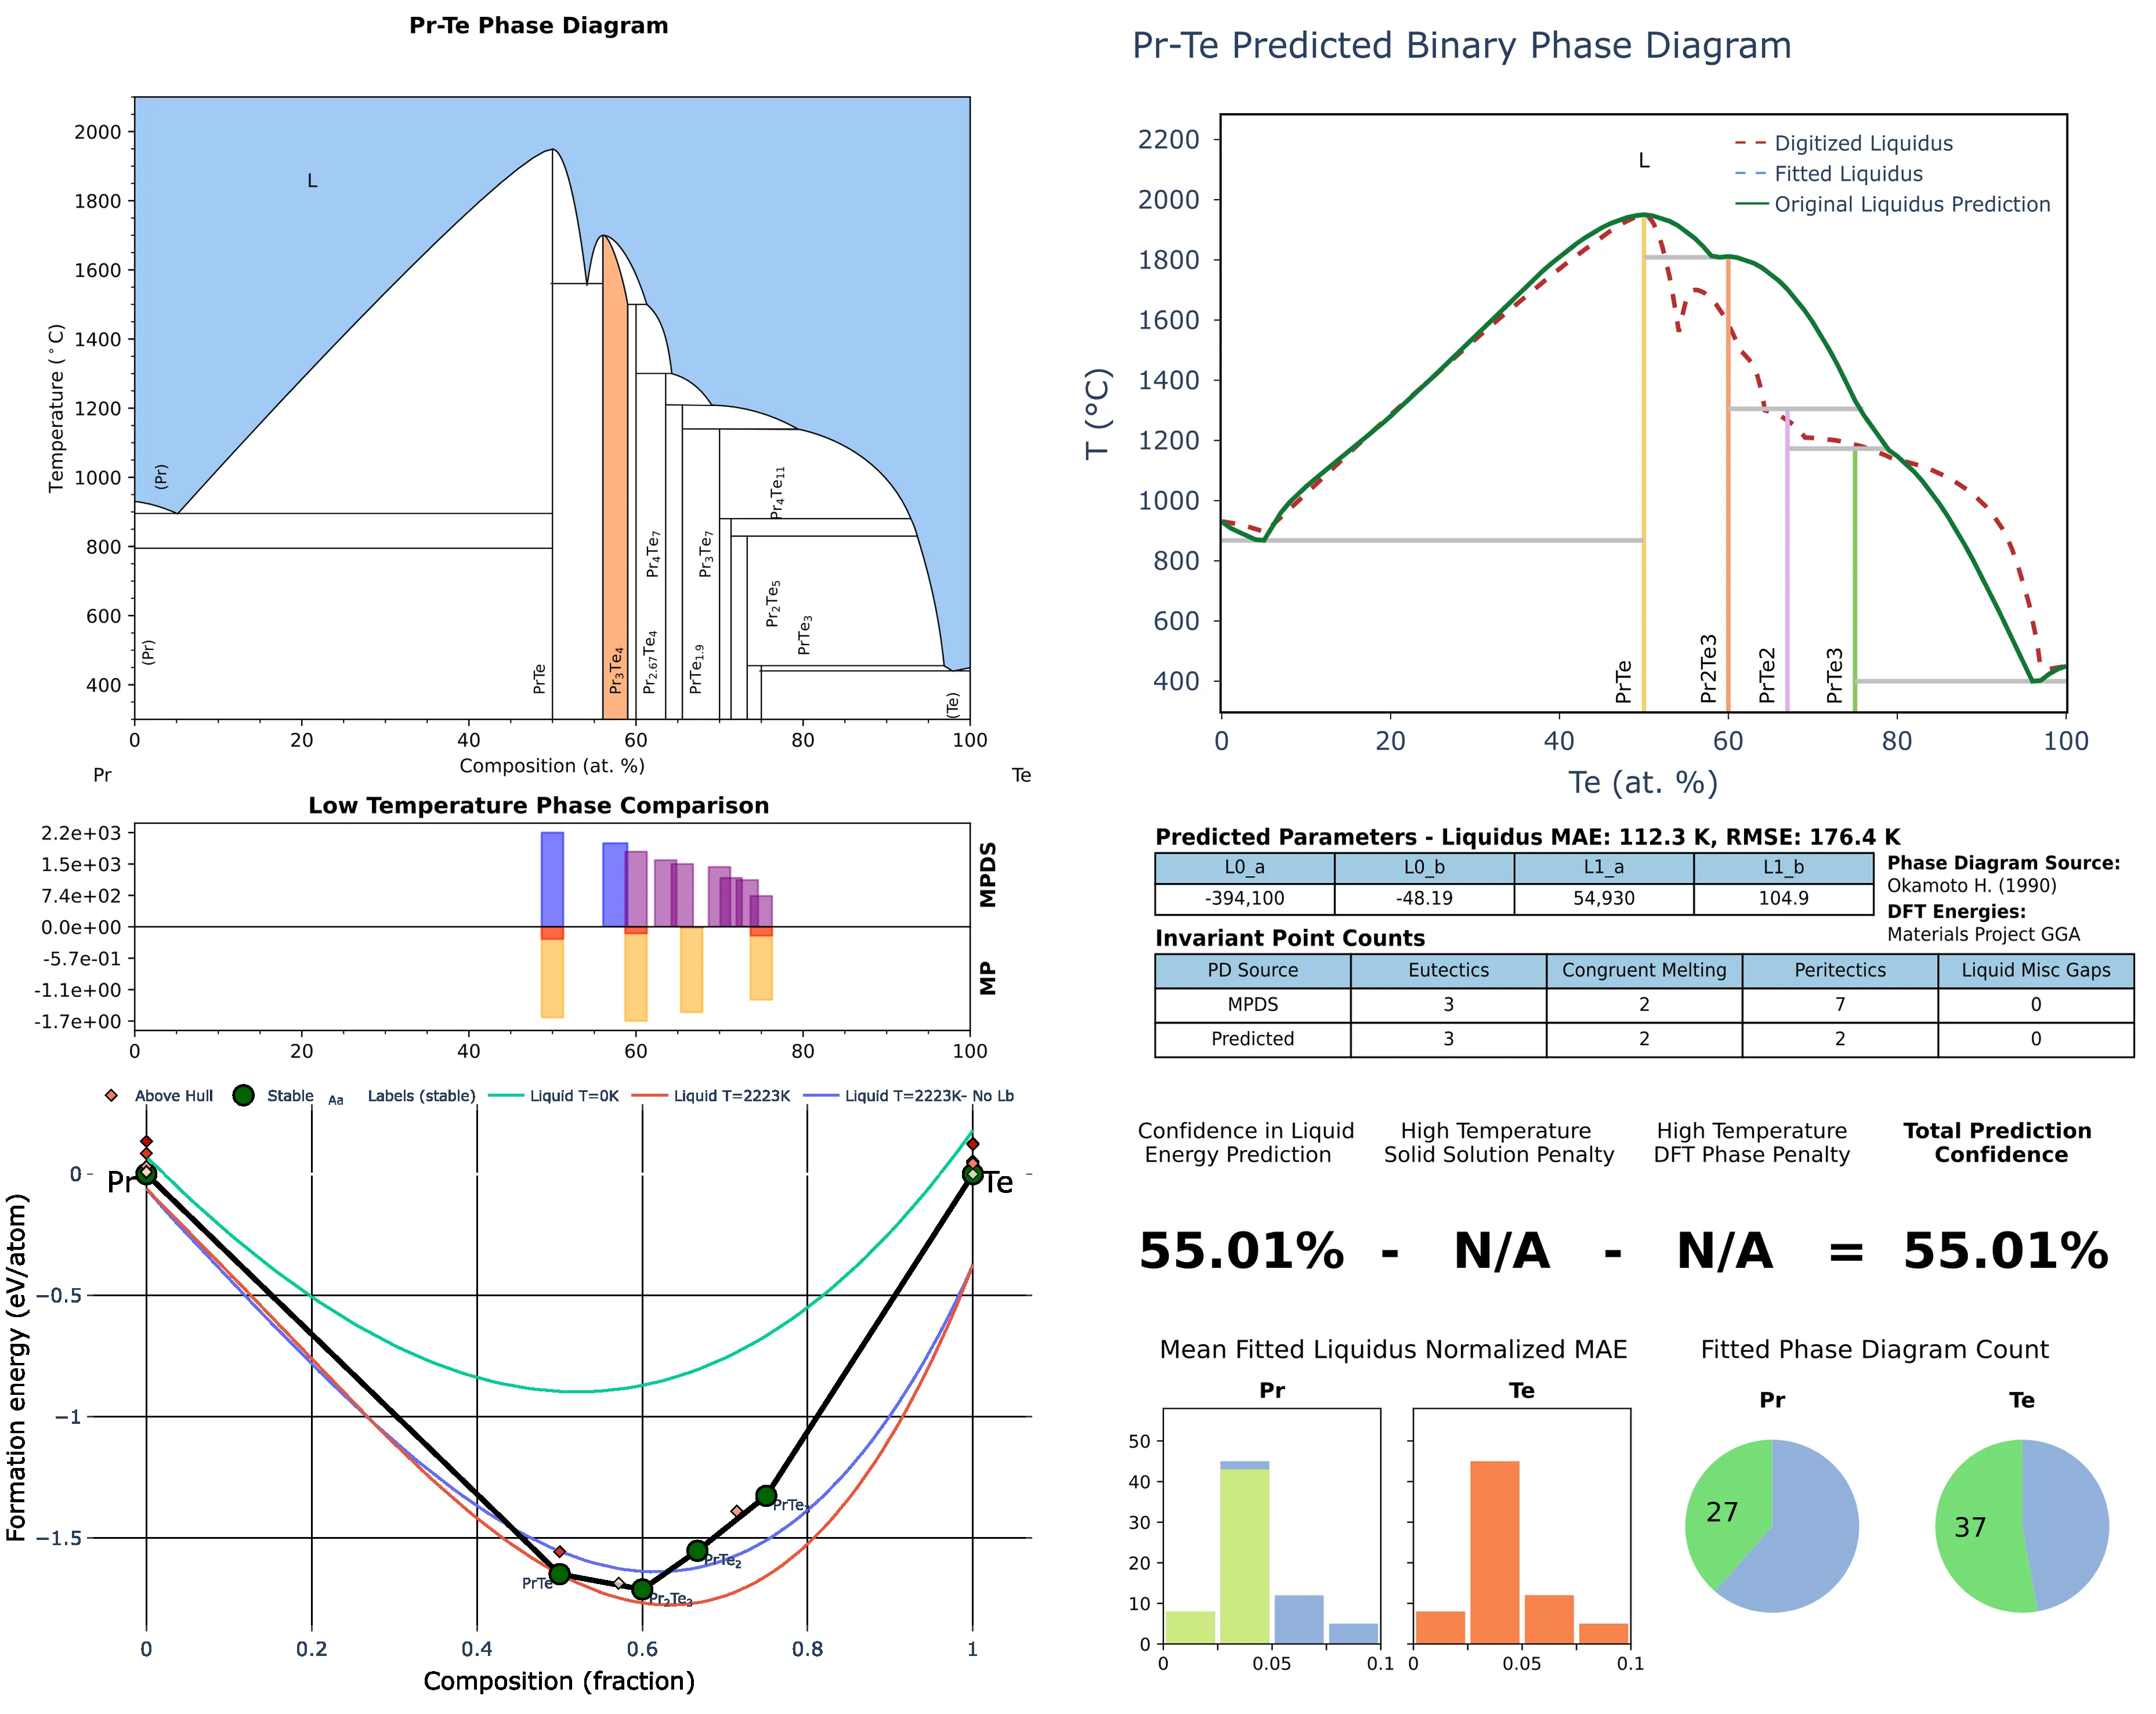 Pr-Te Phase Diagram
2000
1800
1600
1400
1200
1000
800
600
400
Temperature (°C)
L
(Pr)
(Pr)
PrTe
Pr3Te4
Pr2.67Te4
Pr4Te7
PrTe1.9
Pr3Te7
Pr4Te11
Pr2Te5
PrTe3
(Te)
0 20 40 60 80 100
Composition (at. %)
Pr Te
Low Temperature Phase Comparison
2.2e+03
1.5e+03
7.4e+02
0.0e+00
-5.7e-01
-1.1e+00
-1.7e+00
MPDS
MP
0 20 40 60 80 100
Above Hull Stable Aa Labels (stable) Liquid T=0K Liquid T=2223K Liquid T=2223K- No Lb
0
−0.5
−1
−1.5
Formation energy (eV/atom)
Pr Te
PrTe
Pr2Te3
PrTe2
0 0.2 0.4 0.6 0.8 1
Composition (fraction)
Pr-Te Predicted Binary Phase Diagram
2200
2000
1800
1600
1400
1200
1000
800
600
400
T (°C)
L
Digitized Liquidus
Fitted Liquidus
Original Liquidus Prediction
PrTe
Pr2Te3
PrTe2
PrTe3
0 20 40 60 80 100
Te (at. %)
Predicted Parameters - Liquidus MAE: 112.3 K, RMSE: 176.4 K
L0_a L0_b L1_a L1_b
-394,100 -48.19 54,930 104.9
Phase Diagram Source:
Okamoto H. (1990)
DFT Energies:
Materials Project GGA
Invariant Point Counts
PD Source Eutectics Congruent Melting Peritectics Liquid Misc Gaps
MPDS 3 2 7 0
Predicted 3 2 2 0
Confidence in Liquid
Energy Prediction
High Temperature
Solid Solution Penalty
High Temperature
DFT Phase Penalty
Total Prediction
Confidence
55.01% - N/A - N/A = 55.01%
Mean Fitted Liquidus Normalized MAE
Pr Te
50
40
30
20
10
0
0 0.05 0.1
0 0.05 0.1
Fitted Phase Diagram Count
Pr Te
27
37